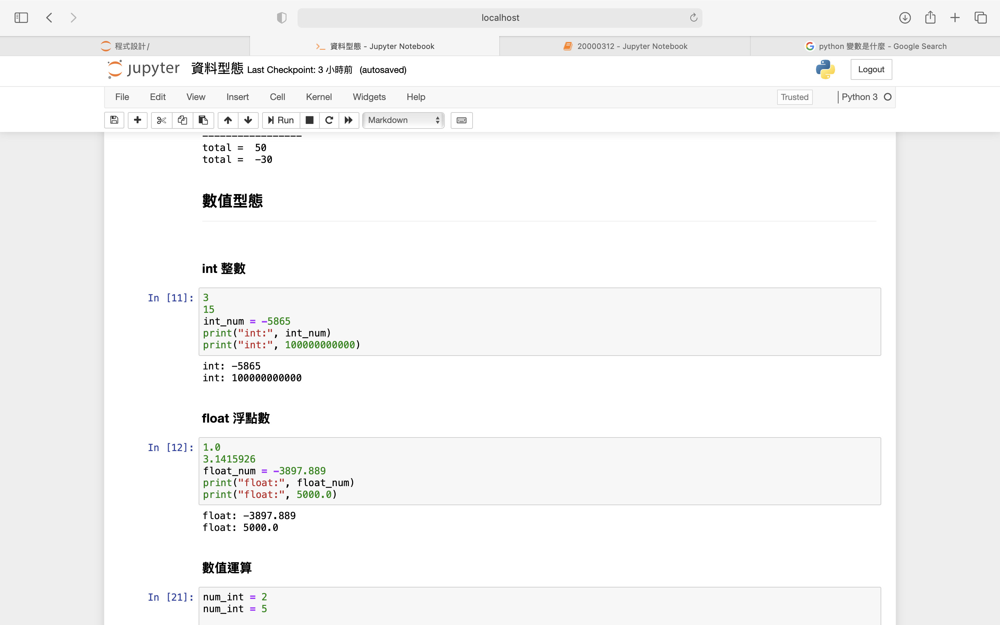 localhost
程式設計/
資料型態 - Jupyter Notebook
20000312 - Jupyter Notebook
python 變數是什麼 - Google Search
jupyter 資料型態 Last Checkpoint: 3 小時前 (autosaved)
Logout
File Edit View Insert Cell Kernel Widgets Help
Trusted
Python 3
Run
Markdown
-----------------
total =  50
total =  -30
數值型態
int 整數
In [11]:
3
15
int_num = -5865
print("int:", int_num)
print("int:", 100000000000)
int: -5865
int: 100000000000
float 浮點數
In [12]:
1.0
3.1415926
float_num = -3897.889
print("float:", float_num)
print("float:", 5000.0)
float: -3897.889
float: 5000.0
數值運算
In [21]:
num_int = 2
num_int = 5